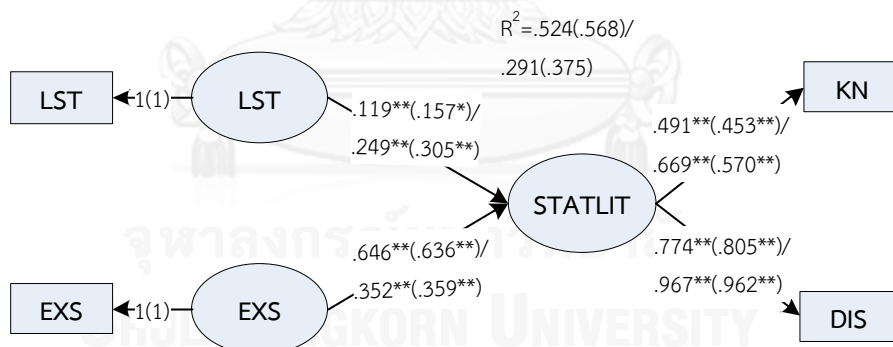 R²=.524(.568)/
.291(.375)
LST
1(1)
LST
.119**(.157*)/
.249**(.305**)
KN
.491**(.453**)/
.669**(.570**)
STATLIT
.646**(.636**)/
.352**(.359**)
.774**(.805**)/
.967**(.962**)
EXS
1(1)
EXS
DIS